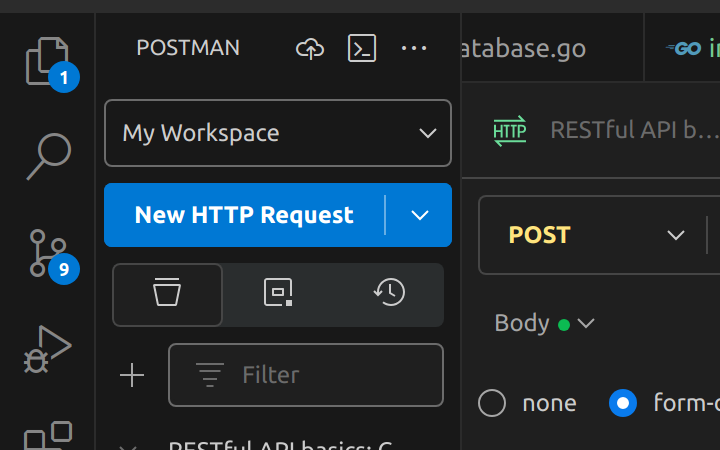 POSTMAN
atabase.go
GO
1
My Workspace
HTTP
RESTful API b...
New HTTP Request
POST
9
Body
Filter
none
form-
RESTful API basics: C